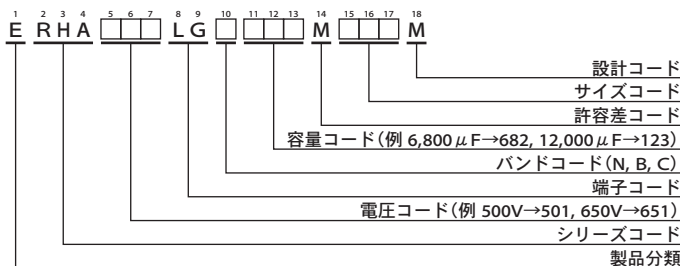 1 2 3 4 5 6 7 8 9 10 11 12 13 14 15 16 17 18
E R H A □□□ L G □ □□□ M □□□ M
設計コード
サイズコード
許容差コード
容量コード（例 6,800μF→682, 12,000μF→123）
バンドコード（N, B, C）
端子コード
電圧コード（例 500V→501, 650V→651）
シリーズコード
製品分類